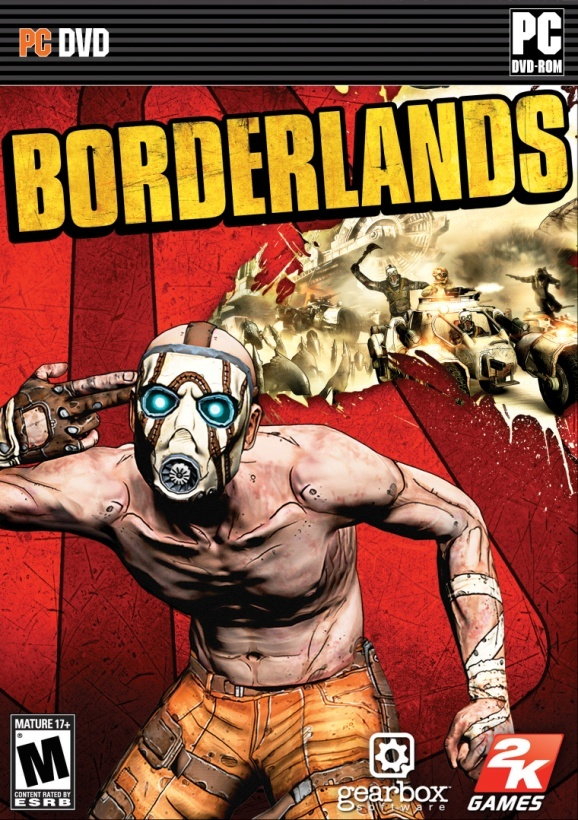 PC DVD
PC
DVD-ROM
BORDERLANDS
MATURE 17+
M
®
CONTENT RATED BY
ESRB
gearbox
software
2K
GAMES